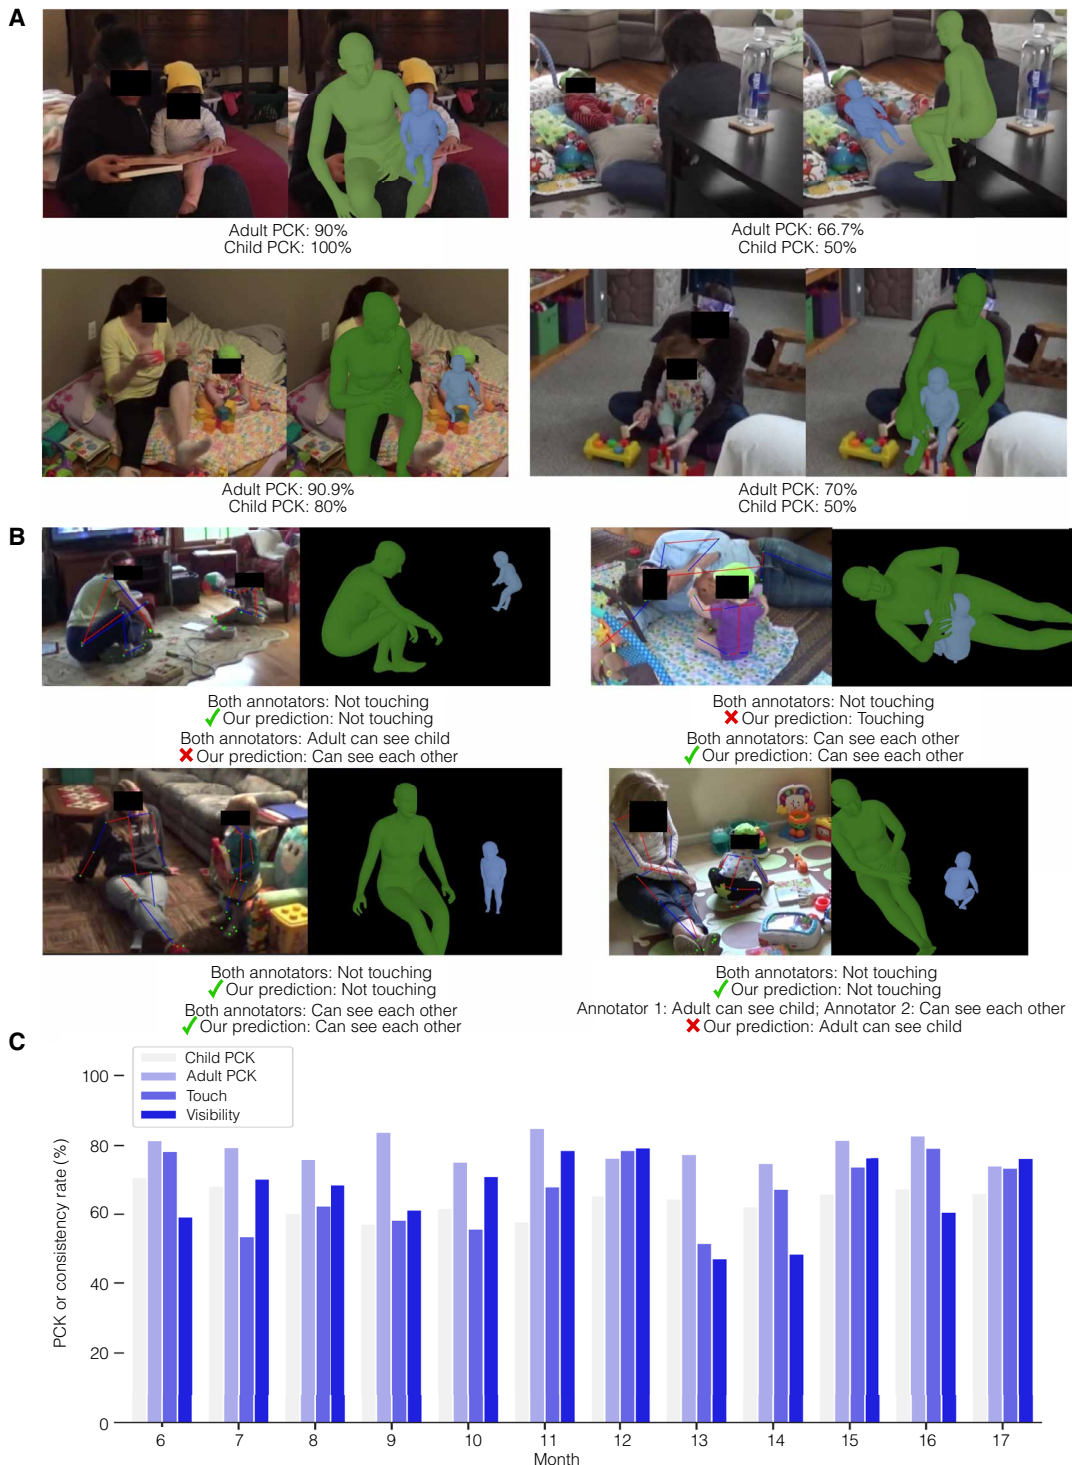 A
Adult PCK: 90%
Child PCK: 100%
Adult PCK: 66.7%
Child PCK: 50%
Adult PCK: 90.9%
Child PCK: 80%
Adult PCK: 70%
Child PCK: 50%
B
Both annotators: Not touching
✓ Our prediction: Not touching
Both annotators: Adult can see child
✗ Our prediction: Can see each other
Both annotators: Not touching
✗ Our prediction: Touching
Both annotators: Can see each other
✓ Our prediction: Can see each other
Both annotators: Not touching
✓ Our prediction: Not touching
Both annotators: Can see each other
✓ Our prediction: Can see each other
Both annotators: Not touching
✓ Our prediction: Not touching
Annotator 1: Adult can see child; Annotator 2: Can see each other
✗ Our prediction: Adult can see child
C
Child PCK
Adult PCK
Touch
Visibility
PCK or consistency rate (%)
100
80
60
40
20
0
6 7 8 9 10 11 12 13 14 15 16 17
Month